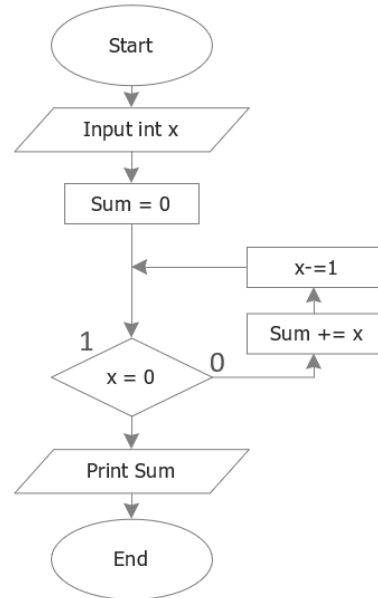 Start
Input int x
Sum = 0
x-=1
Sum += x
1
0
x = 0
Print Sum
End